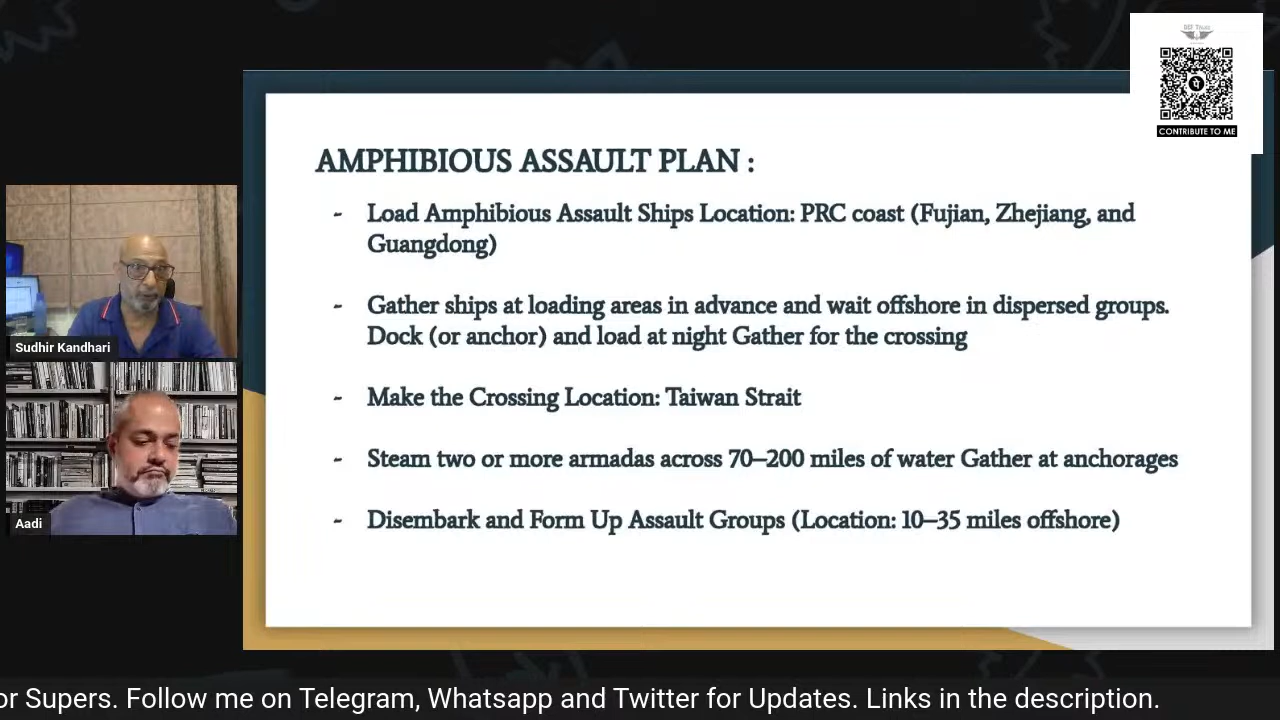 CONTRIBUTE TO ME
AMPHIBIOUS ASSAULT PLAN :
- Load Amphibious Assault Ships Location: PRC coast (Fujian, Zhejiang, and
Guangdong)
- Gather ships at loading areas in advance and wait offshore in dispersed groups.
Dock (or anchor) and load at night Gather for the crossing
- Make the Crossing Location: Taiwan Strait
- Steam two or more armadas across 70–200 miles of water Gather at anchorages
- Disembark and Form Up Assault Groups (Location: 10–35 miles offshore)
Sudhir Kandhari
Aadi
or Supers. Follow me on Telegram, Whatsapp and Twitter for Updates. Links in the description.